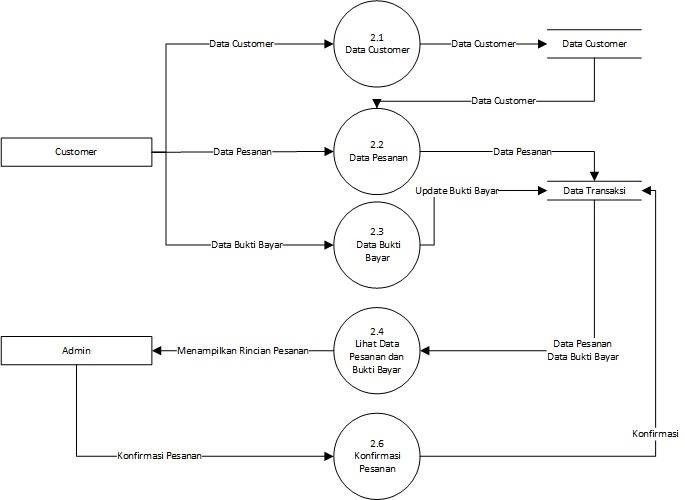 2.1
Data Customer
Data Customer
Data Customer
Data Customer
Data Customer
2.2
Data Pesanan
Customer
Data Pesanan
Data Pesanan
Update Bukti Bayar
Data Transaksi
2.3
Data Bukti
Bayar
Data Bukti Bayar
2.4
Lihat Data
Pesanan dan
Bukti Bayar
Admin
Menampilkan Rincian Pesanan
Data Pesanan
Data Bukti Bayar
Konfirmasi
2.6
Konfirmasi
Pesanan
Konfirmasi Pesanan